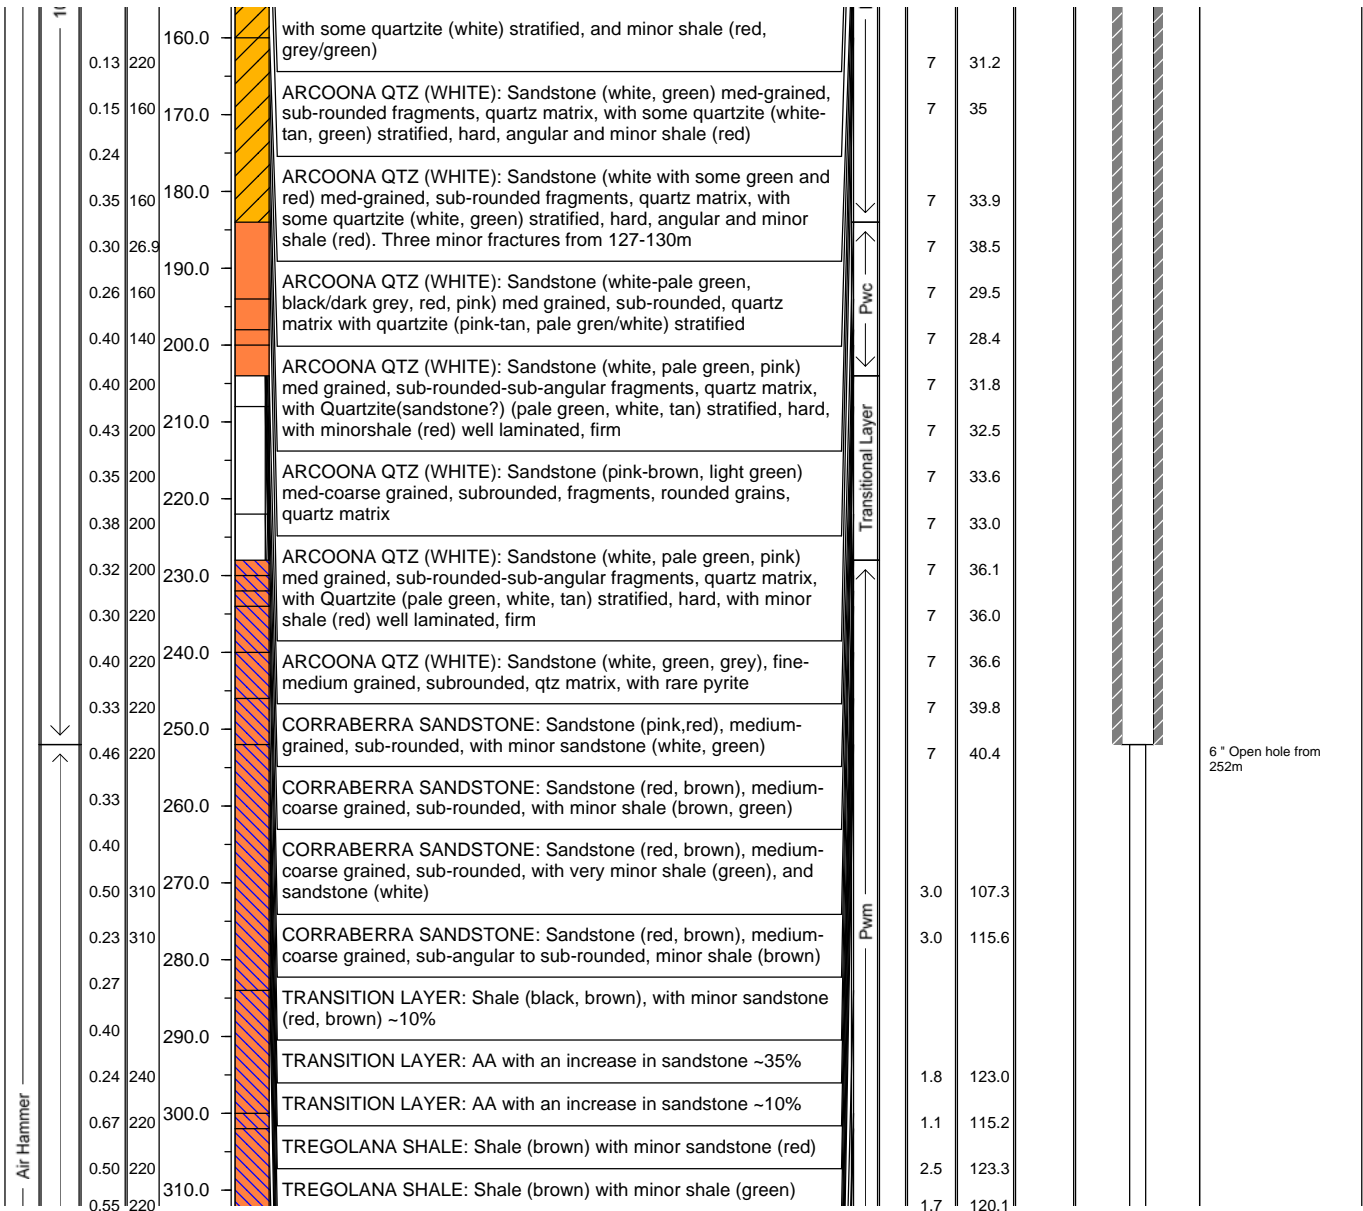 10
160.0
with some quartzite (white) stratified, and minor shale (red,
grey/green)
0.13 220 7 31.2
ARCOONA QTZ (WHITE): Sandstone (white, green) med-grained,
sub-rounded fragments, quartz matrix, with some quartzite (white-
tan, green) stratified, hard, angular and minor shale (red)
0.15 160 170.0 7 35
0.24
ARCOONA QTZ (WHITE): Sandstone (white with some green and
red) med-grained, sub-rounded fragments, quartz matrix, with
some quartzite (white, green) stratified, hard, angular and minor
shale (red). Three minor fractures from 127-130m
180.0
0.35 160 7 33.9
0.30 26.9 7 38.5
190.0
ARCOONA QTZ (WHITE): Sandstone (white-pale green,
black/dark grey, red, pink) med grained, sub-rounded, quartz
matrix with quartzite (pink-tan, pale gren/white) stratified
0.26 160 7 29.5
Pwc
0.40 140 200.0 7 28.4
ARCOONA QTZ (WHITE): Sandstone (white, pale green, pink)
med grained, sub-rounded-sub-angular fragments, quartz matrix,
with Quartzite(sandstone?) (pale green, white, tan) stratified, hard,
with minorshale (red) well laminated, firm
0.40 200 7 31.8
210.0
0.43 200 7 32.5
Transitional Layer
ARCOONA QTZ (WHITE): Sandstone (pink-brown, light green)
med-coarse grained, subrounded, fragments, rounded grains,
quartz matrix
0.35 200 7 33.6
220.0
0.38 200 7 33.0
ARCOONA QTZ (WHITE): Sandstone (white, pale green, pink)
med grained, sub-rounded-sub-angular fragments, quartz matrix,
with Quartzite (pale green, white, tan) stratified, hard, with minor
shale (red) well laminated, firm
0.32 200 230.0 7 36.1
0.30 220 7 36.0
240.0
ARCOONA QTZ (WHITE): Sandstone (white, green, grey), fine-
medium grained, subrounded, qtz matrix, with rare pyrite
0.40 220 7 36.6
0.33 220 7 39.8
250.0
CORRABERRA SANDSTONE: Sandstone (pink,red), medium-
grained, sub-rounded, with minor sandstone (white, green)
0.46 220 7 40.4
6 " Open hole from
252m
CORRABERRA SANDSTONE: Sandstone (red, brown), medium-
coarse grained, sub-rounded, with minor shale (brown, green)
0.33
260.0
0.40
CORRABERRA SANDSTONE: Sandstone (red, brown), medium-
coarse grained, sub-rounded, with very minor shale (green), and
sandstone (white)
270.0
0.50 310 3.0 107.3
Pwm
CORRABERRA SANDSTONE: Sandstone (red, brown), medium-
coarse grained, sub-angular to sub-rounded, minor shale (brown)
0.23 310 3.0 115.6
280.0
0.27
TRANSITION LAYER: Shale (black, brown), with minor sandstone
(red, brown) ~10%
0.40
290.0
TRANSITION LAYER: AA with an increase in sandstone ~35%
0.24 240 1.8 123.0
TRANSITION LAYER: AA with an increase in sandstone ~10%
300.0
0.67 220 1.1 115.2
Air Hammer
TREGOLANA SHALE: Shale (brown) with minor sandstone (red)
0.50 220 2.5 123.3
310.0
TREGOLANA SHALE: Shale (brown) with minor shale (green)
0.55 220 1.7 120.1